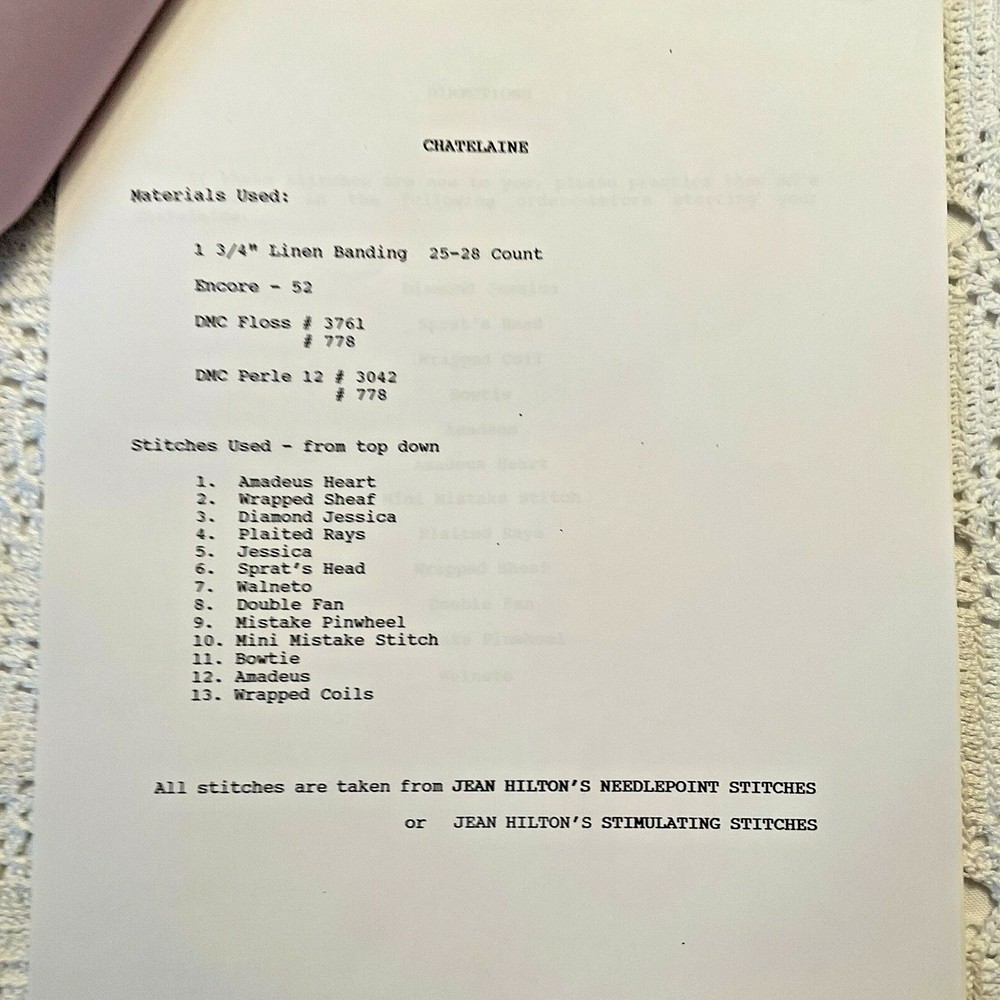 CHATELAINE
Materials Used:
1 3/4" Linen Banding 25-28 Count
Encore - 52
DMC Floss # 3761
# 778
DMC Perle 12 # 3042
# 778
Stitches Used - from top down
1. Amadeus Heart
2. Wrapped Sheaf
3. Diamond Jessica
4. Plaited Rays
5. Jessica
6. Sprat's Head
7. Walneto
8. Double Fan
9. Mistake Pinwheel
10. Mini Mistake Stitch
11. Bowtie
12. Amadeus
13. Wrapped Coils
All stitches are taken from JEAN HILTON'S NEEDLEPOINT STITCHES
or JEAN HILTON'S STIMULATING STITCHES